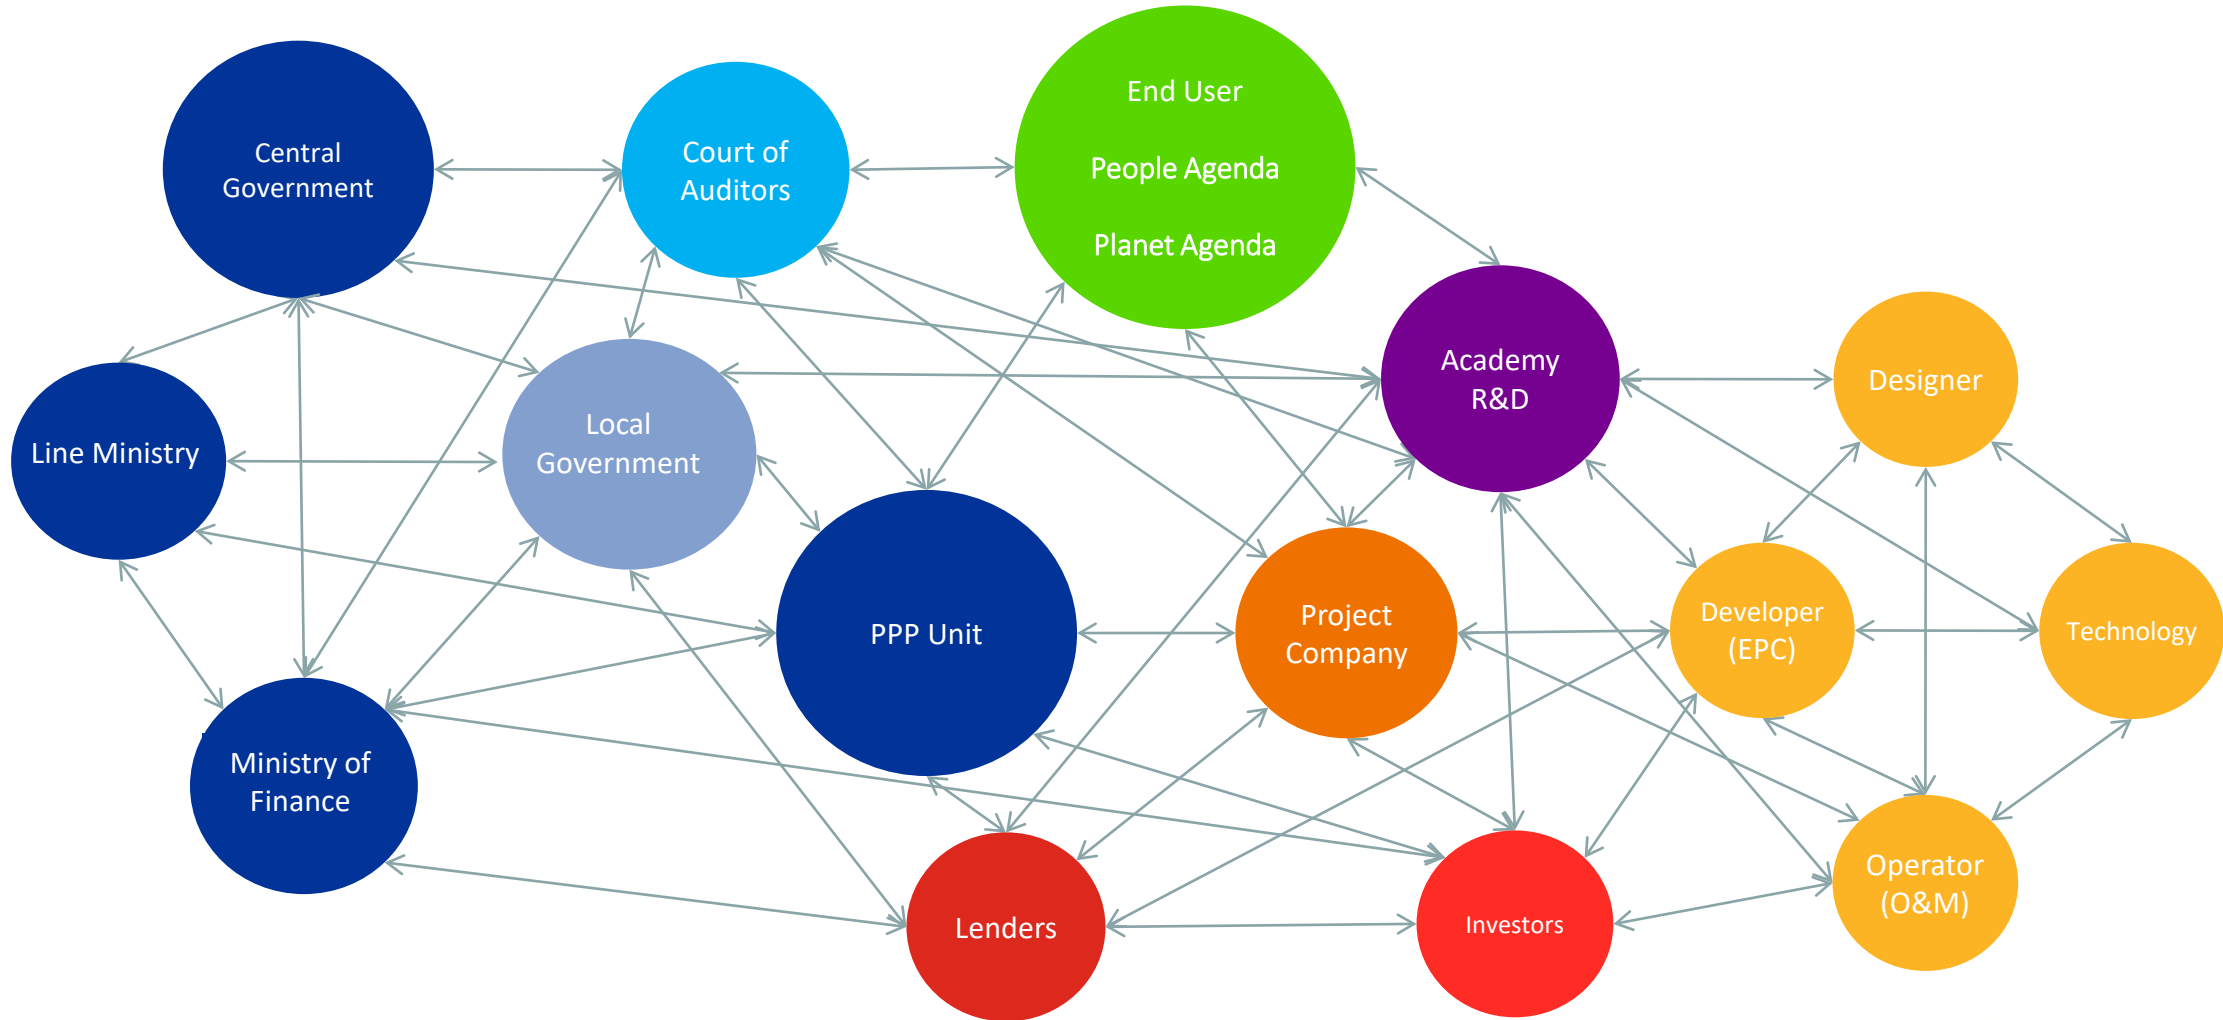 Central
Government
Court of
Auditors
End User
People Agenda
Planet Agenda
Academy
R&D
Designer
Line Ministry
Local
Government
PPP Unit
Project
Company
Developer
(EPC)
Technology
Ministry of
Finance
Lenders
Investors
Operator
(O&M)